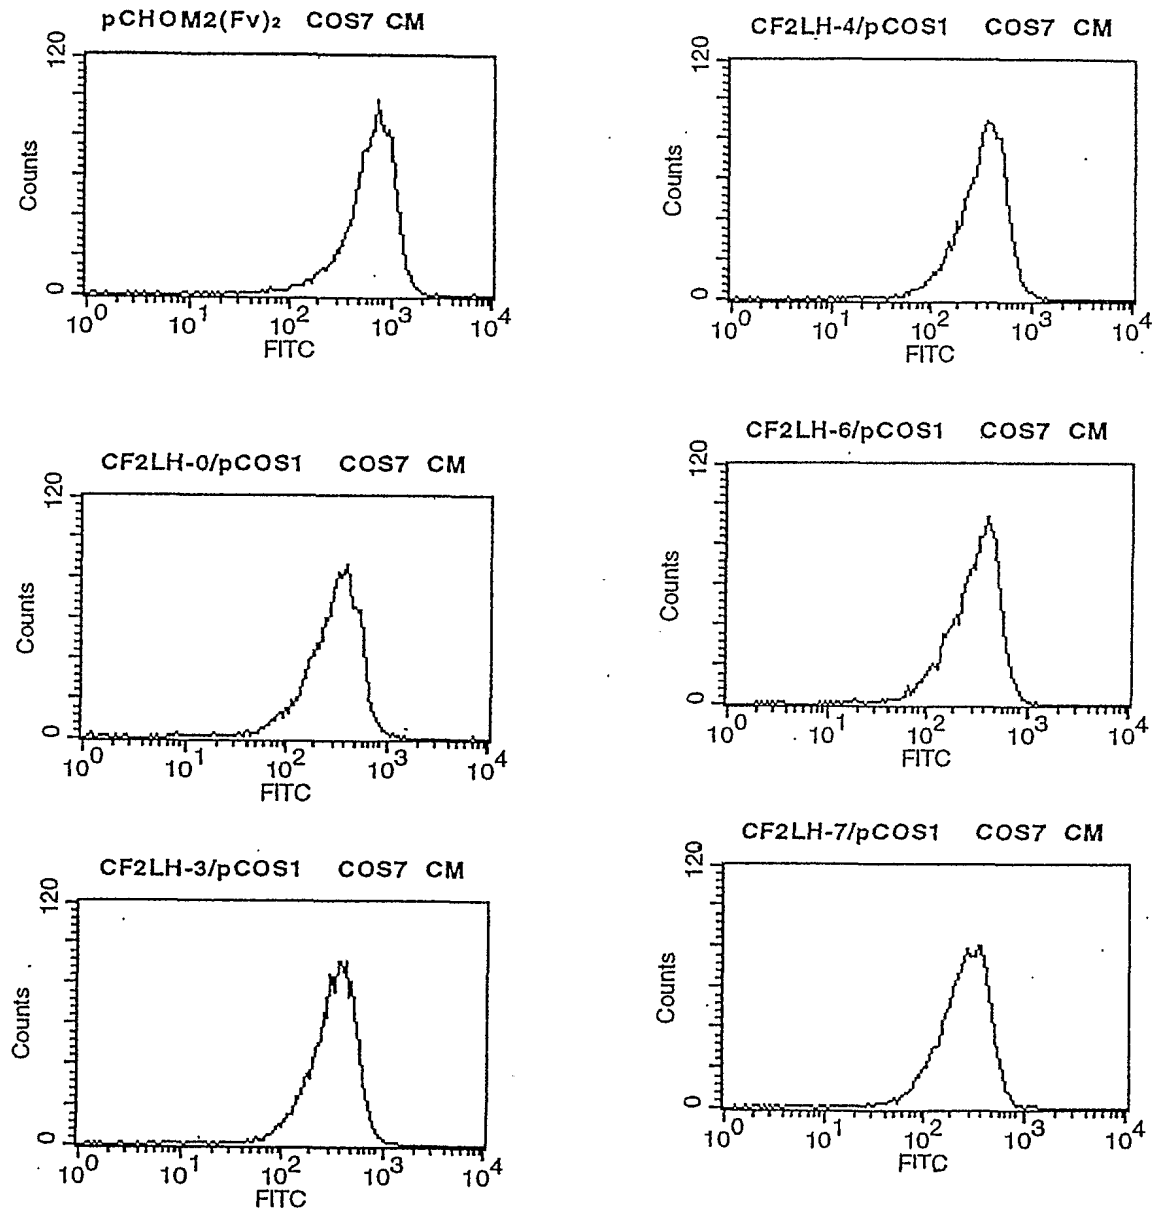 pCHOM2(Fv)₂ COS7 CM
120
Counts
0
10⁰ 10¹ 10² 10³ 10⁴
FITC
CF2LH-0/pCOS1 COS7 CM
120
Counts
0
10⁰ 10¹ 10² 10³ 10⁴
FITC
CF2LH-3/pCOS1 COS7 CM
120
Counts
0
10⁰ 10¹ 10² 10³ 10⁴
FITC
CF2LH-4/pCOS1 COS7 CM
120
Counts
0
10⁰ 10¹ 10² 10³ 10⁴
FITC
CF2LH-6/pCOS1 COS7 CM
120
Counts
0
10⁰ 10¹ 10² 10³ 10⁴
FITC
CF2LH-7/pCOS1 COS7 CM
120
Counts
0
10⁰ 10¹ 10² 10³ 10⁴
FITC